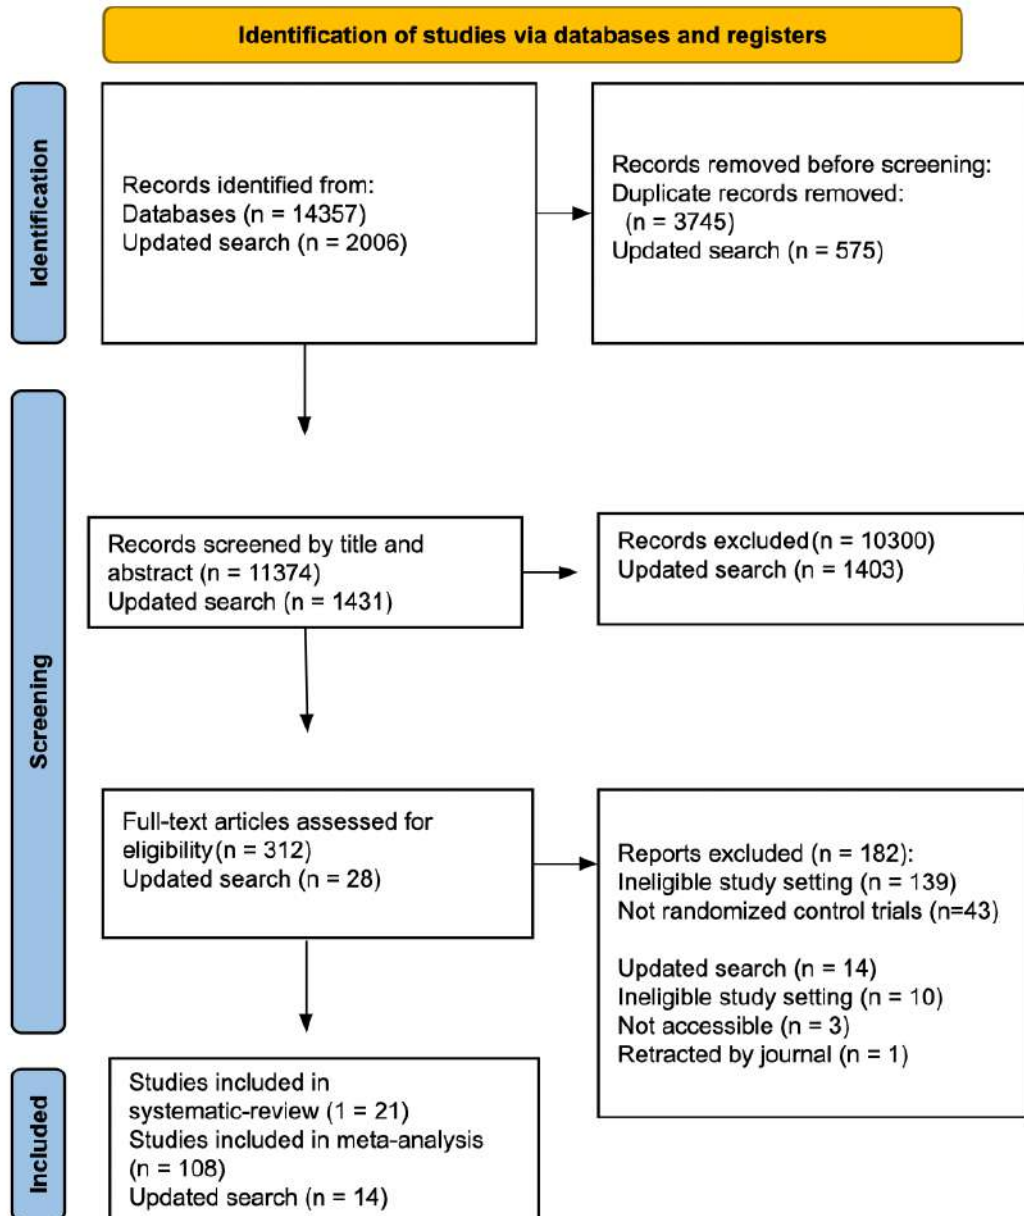 Identification of studies via databases and registers
Identification
Records identified from:
Databases (n = 14357)
Updated search (n = 2006)
Records removed before screening:
Duplicate records removed:
(n = 3745)
Updated search (n = 575)
Screening
Records screened by title and
abstract (n = 11374)
Updated search (n = 1431)
Records excluded (n = 10300)
Updated search (n = 1403)
Full-text articles assessed for
eligibility (n = 312)
Updated search (n = 28)
Reports excluded (n = 182):
Ineligible study setting (n = 139)
Not randomized control trials (n=43)
Updated search (n = 14)
Ineligible study setting (n = 10)
Not accessible (n = 3)
Retracted by journal (n = 1)
Included
Studies included in
systematic-review (1 = 21)
Studies included in meta-analysis
(n = 108)
Updated search (n = 14)